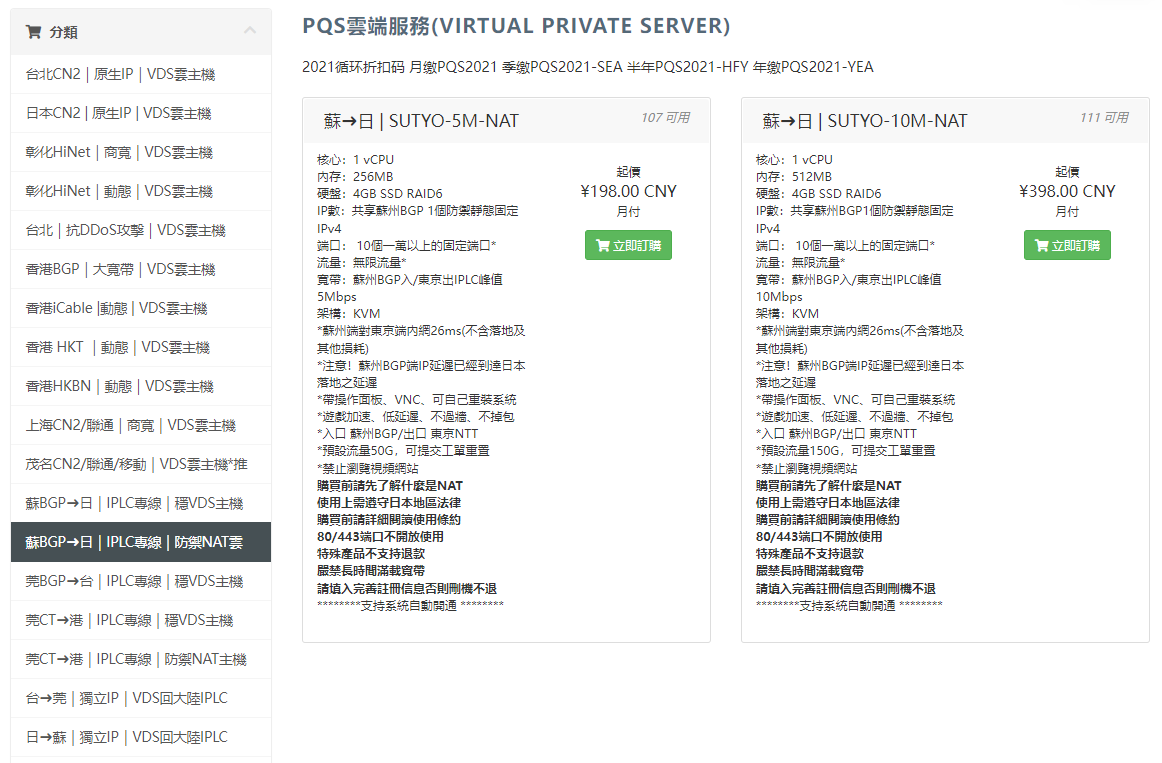 分類
台北CN2 | 原生IP | VDS雲主機
日本CN2 | 原生IP | VDS雲主機
彰化HiNet | 商寬 | VDS雲主機
彰化HiNet | 動態 | VDS雲主機
台北 | 抗DDoS攻擊 | VDS雲主機
香港BGP | 大寬帶 | VDS雲主機
香港iCable |動態 | VDS雲主機
香港 HKT | 動態 | VDS雲主機
香港HKBN | 動態 | VDS雲主機
上海CN2/聯通 | 商寬 | VDS雲主機
茂名CN2/聯通/移動 | VDS雲主機*推
蘇BGP➔日 | IPLC專線 | 穩VDS主機
蘇BGP➔日 | IPLC專線 | 防禦NAT雲
莞BGP➔台 | IPLC專線 | 穩VDS主機
莞CT➔港 | IPLC專線 | 穩VDS主機
莞CT➔港 | IPLC專線 | 防禦NAT主機
台➔莞 | 獨立IP | VDS回大陸IPLC
日➔蘇 | 獨立IP | VDS回大陸IPLC
PQS雲端服務(VIRTUAL PRIVATE SERVER)
2021循环折扣码 月缴PQS2021 季缴PQS2021-SEA 半年PQS2021-HFY 年缴PQS2021-YEA
蘇➔日 | SUTYO-5M-NAT
107 可用
核心：1 vCPU
内存：256MB
硬盤：4GB SSD RAID6
IP數：共享蘇州BGP 1個防禦靜態固定
IPv4
端口： 10個一萬以上的固定端口*
流量：無限流量*
寬帶：蘇州BGP入/東京出IPLC峰值
5Mbps
架構：KVM
*蘇州端對東京端内網26ms(不含落地及
其他損耗)
*注意！蘇州BGP端IP延遲已經到達日本
落地之延遲
*帶操作面板、VNC、可自己重裝系統
*遊戲加速、低延遲、不過牆、不掉包
*入口 蘇州BGP/出口 東京NTT
*預設流量50G，可提交工單重置
*禁止瀏覽視頻網站
購買前請先了解什麼是NAT
使用上需遵守日本地區法律
購買前請詳細閱讀使用條約
80/443端口不開放使用
特殊產品不支持退款
嚴禁長時間滿載寬帶
請填入完善註冊信息否則刪機不退
********支持系統自動開通 ********
起價
¥198.00 CNY
月付
立即訂購
蘇➔日 | SUTYO-10M-NAT
111 可用
核心：1 vCPU
内存：512MB
硬盤：4GB SSD RAID6
IP數：共享蘇州BGP1個防禦靜態固定
IPv4
端口： 10個一萬以上的固定端口*
流量：無限流量*
寬帶：蘇州BGP入/東京出IPLC峰值
10Mbps
架構：KVM
*蘇州端對東京端内網26ms(不含落地及
其他損耗)
*注意！蘇州BGP端IP延遲已經到達日本
落地之延遲
*帶操作面板、VNC、可自己重裝系統
*遊戲加速、低延遲、不過牆、不掉包
*入口 蘇州BGP/出口 東京NTT
*預設流量150G，可提交工單重置
*禁止瀏覽視頻網站
購買前請先了解什麼是NAT
使用上需遵守日本地區法律
購買前請詳細閱讀使用條約
80/443端口不開放使用
特殊產品不支持退款
嚴禁長時間滿載寬帶
請填入完善註冊信息否則刪機不退
********支持系統自動開通 ********
起價
¥398.00 CNY
月付
立即訂購